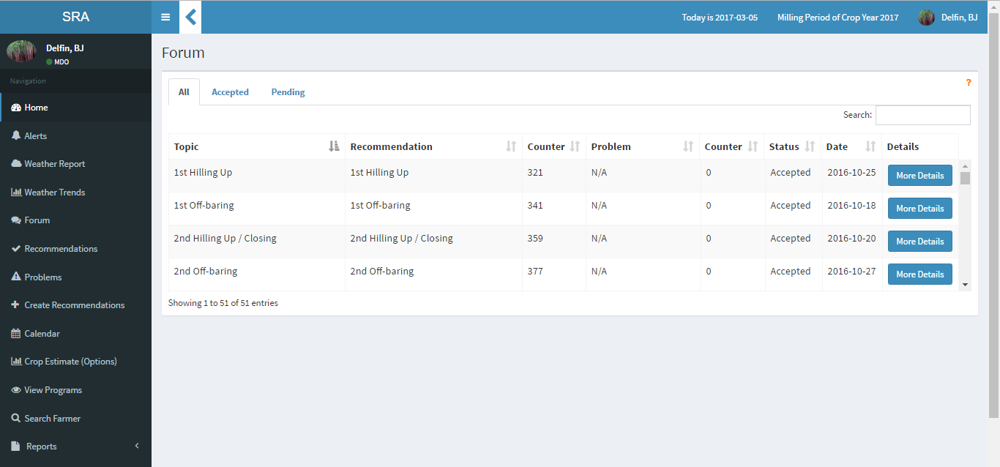 SRA
Today is 2017-03-05
Milling Period of Crop Year 2017
Delfin, BJ
Delfin, BJ
MDO
Navigation
Home
Alerts
Weather Report
Weather Trends
Forum
Recommendations
Problems
Create Recommendations
Calendar
Crop Estimate (Options)
View Programs
Search Farmer
Reports
Forum
All Accepted Pending
?
Search:
Topic Recommendation Counter Problem Counter Status Date Details
1st Hilling Up 1st Hilling Up 321 N/A 0 Accepted 2016-10-25 More Details
1st Off-baring 1st Off-baring 341 N/A 0 Accepted 2016-10-18 More Details
2nd Hilling Up / Closing 2nd Hilling Up / Closing 359 N/A 0 Accepted 2016-10-20 More Details
2nd Off-baring 2nd Off-baring 377 N/A 0 Accepted 2016-10-27 More Details
Showing 1 to 51 of 51 entries